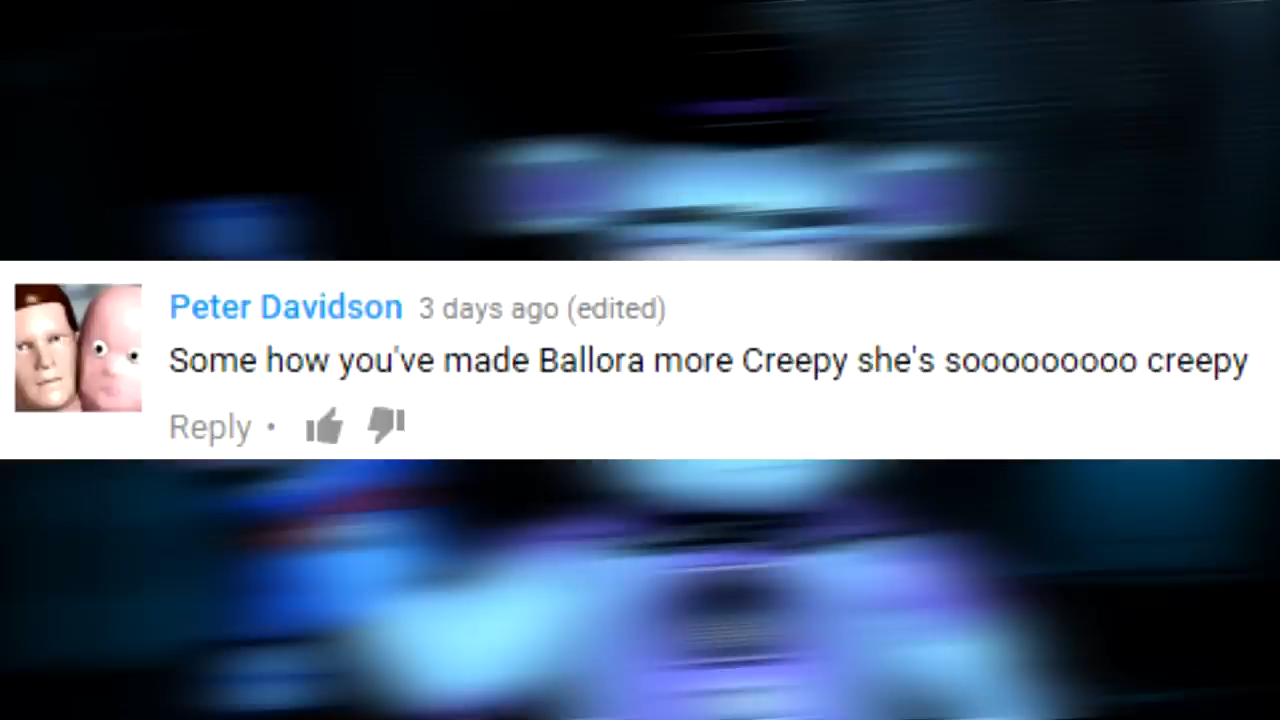 Peter Davidson 3 days ago (edited)
Some how you've made Ballora more Creepy she's sooooooooo creepy
Reply •